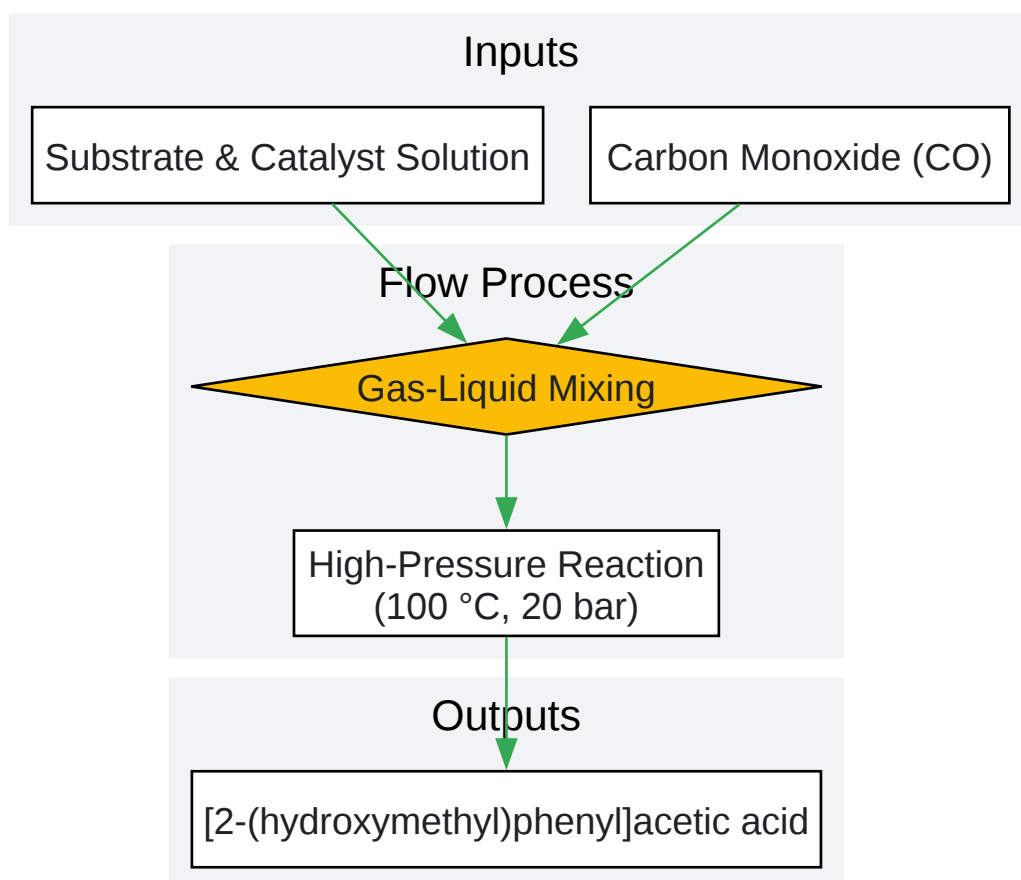 Inputs
Substrate & Catalyst Solution
Carbon Monoxide (CO)
Flow Process
Gas-Liquid Mixing
High-Pressure Reaction
(100 °C, 20 bar)
Outputs
[2-(hydroxymethyl)phenyl]acetic acid